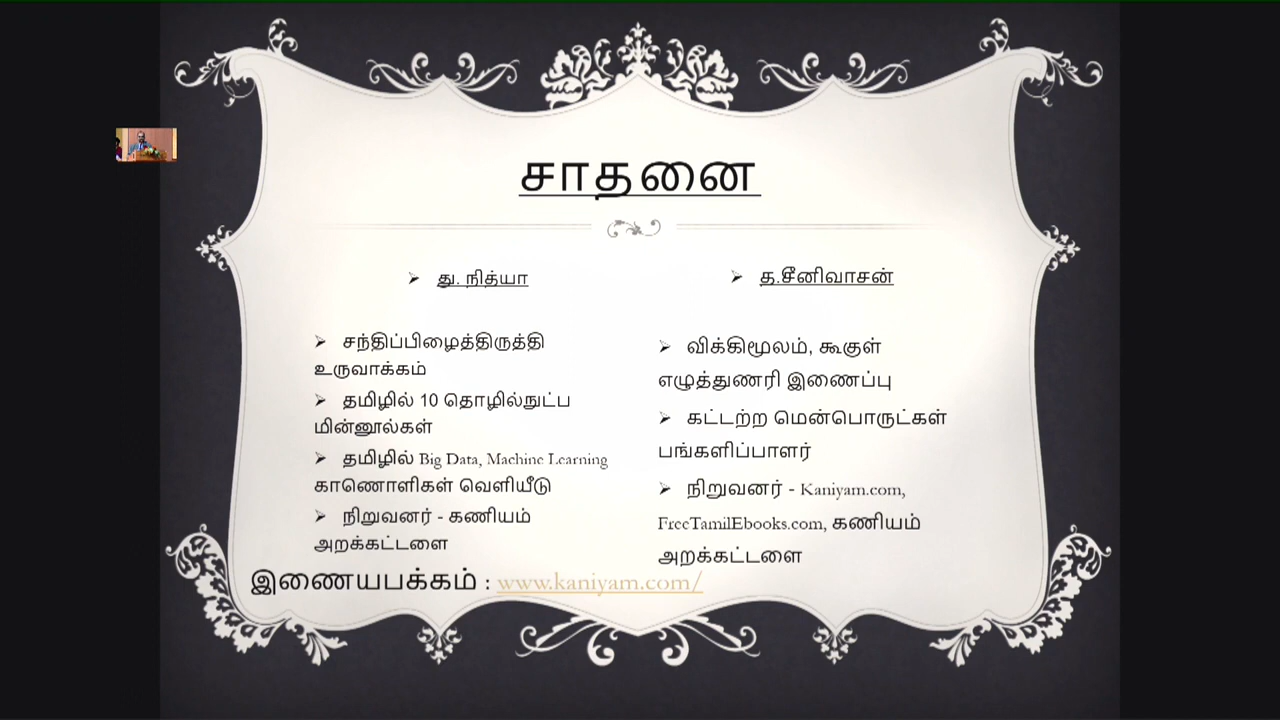 சாதனை
➢ து. நித்யா
➢ சந்திப்பிழைத்திருத்தி
உருவாக்கம்
➢ தமிழில் 10 தொழில்நுட்ப
மின்னூல்கள்
➢ தமிழில் Big Data, Machine Learning
காணொளிகள் வெளியீடு
➢ நிறுவனர் - கணியம்
அறக்கட்டளை
➢ த.சீனிவாசன்
➢ விக்கிமூலம், கூகுள்
எழுத்துணரி இணைப்பு
➢ கட்டற்ற மென்பொருட்கள்
பங்களிப்பாளர்
➢ நிறுவனர் - Kaniyam.com,
FreeTamilEbooks.com, கணியம்
அறக்கட்டளை
இணையபக்கம் : www.kaniyam.com/